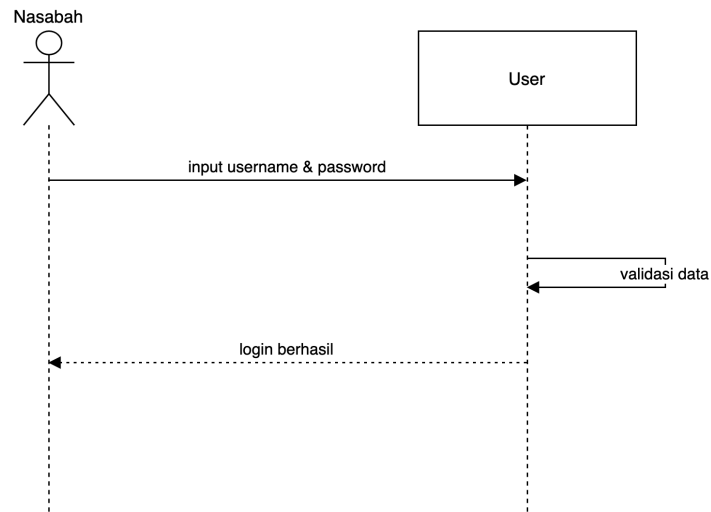 Nasabah
User
input username & password
validasi data
login berhasil